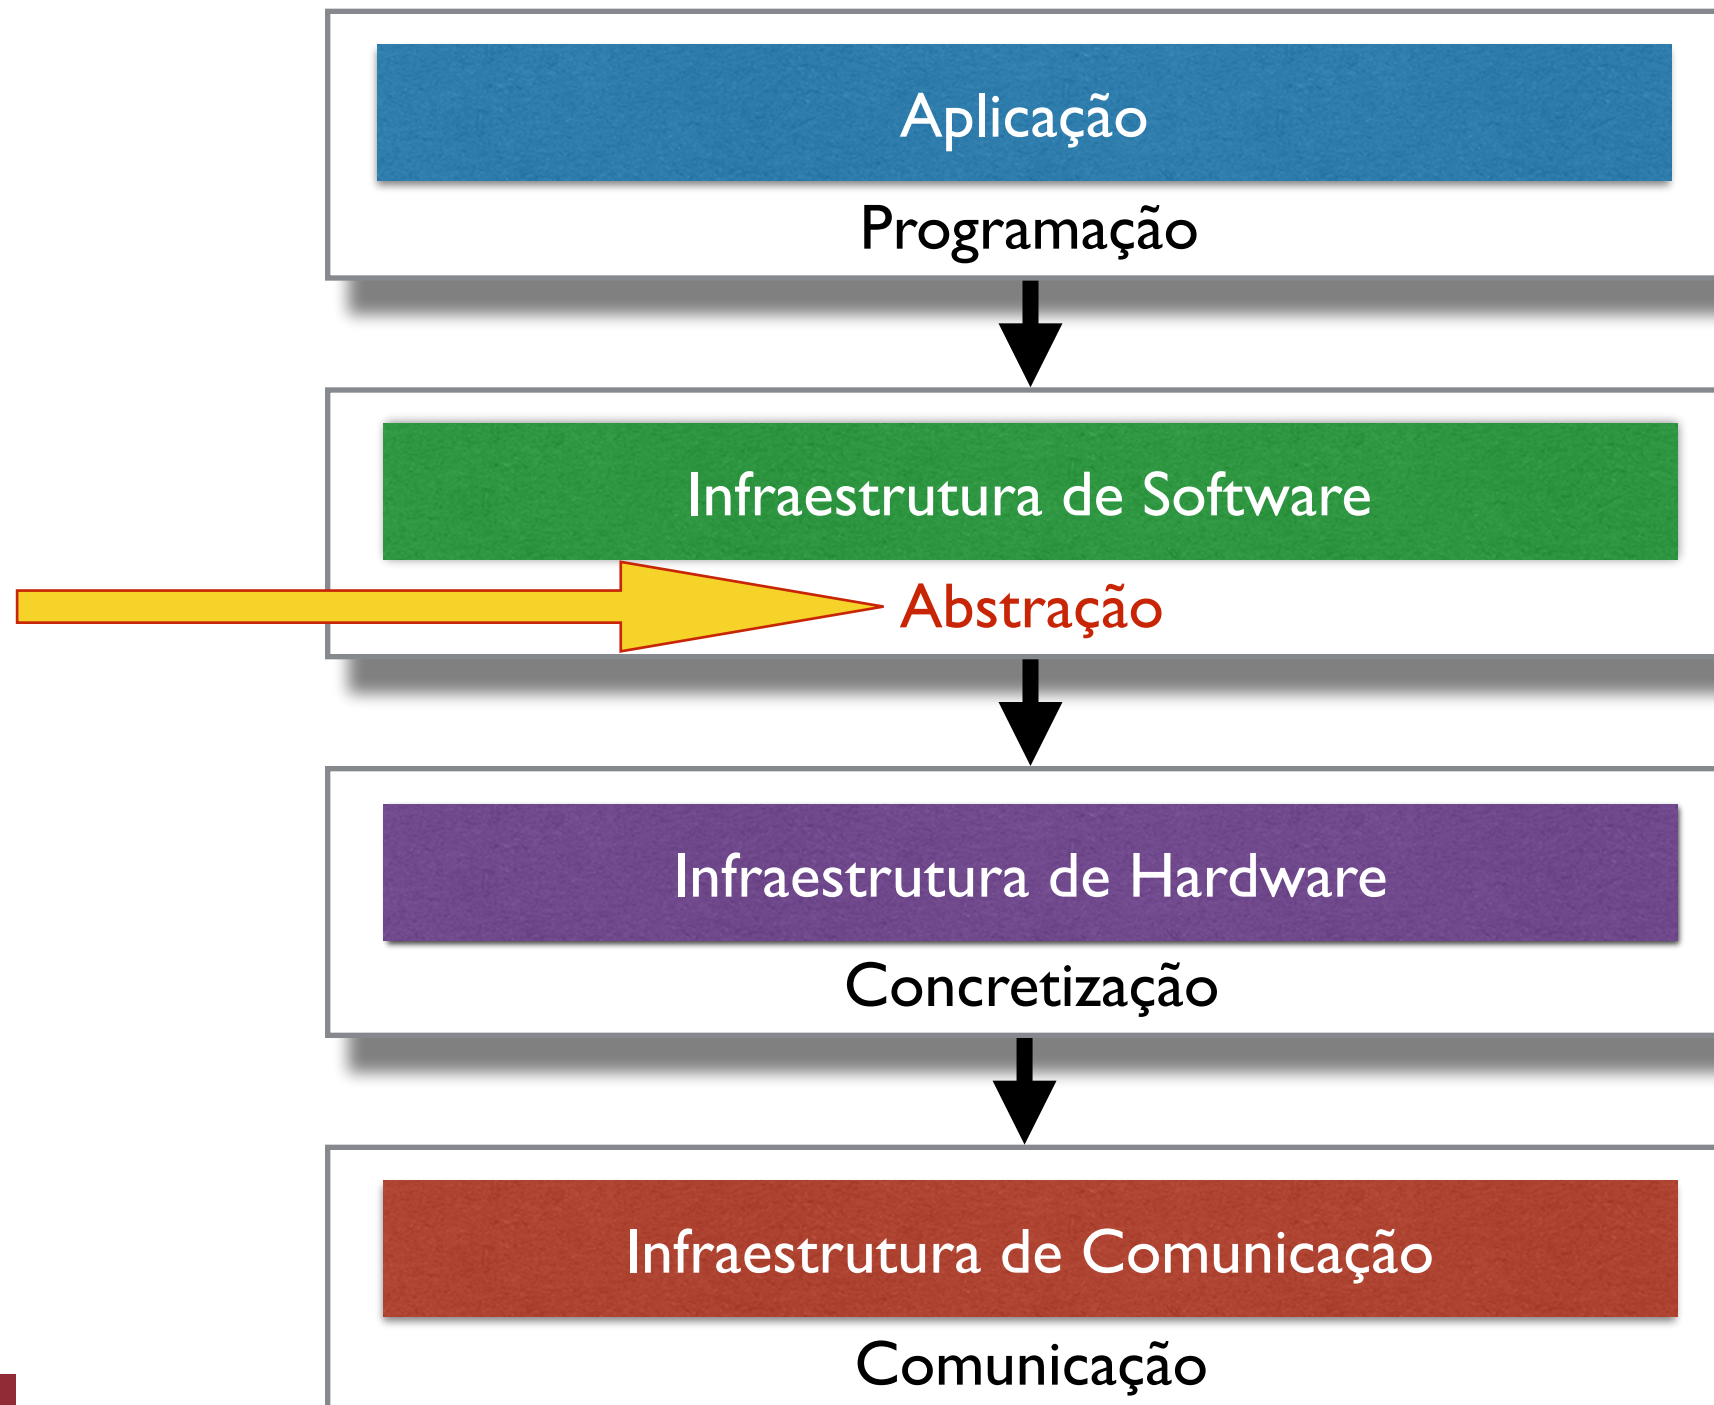 Aplicação
Programação
Infraestrutura de Software
Abstração
Infraestrutura de Hardware
Concretização
Infraestrutura de Comunicação
Comunicação